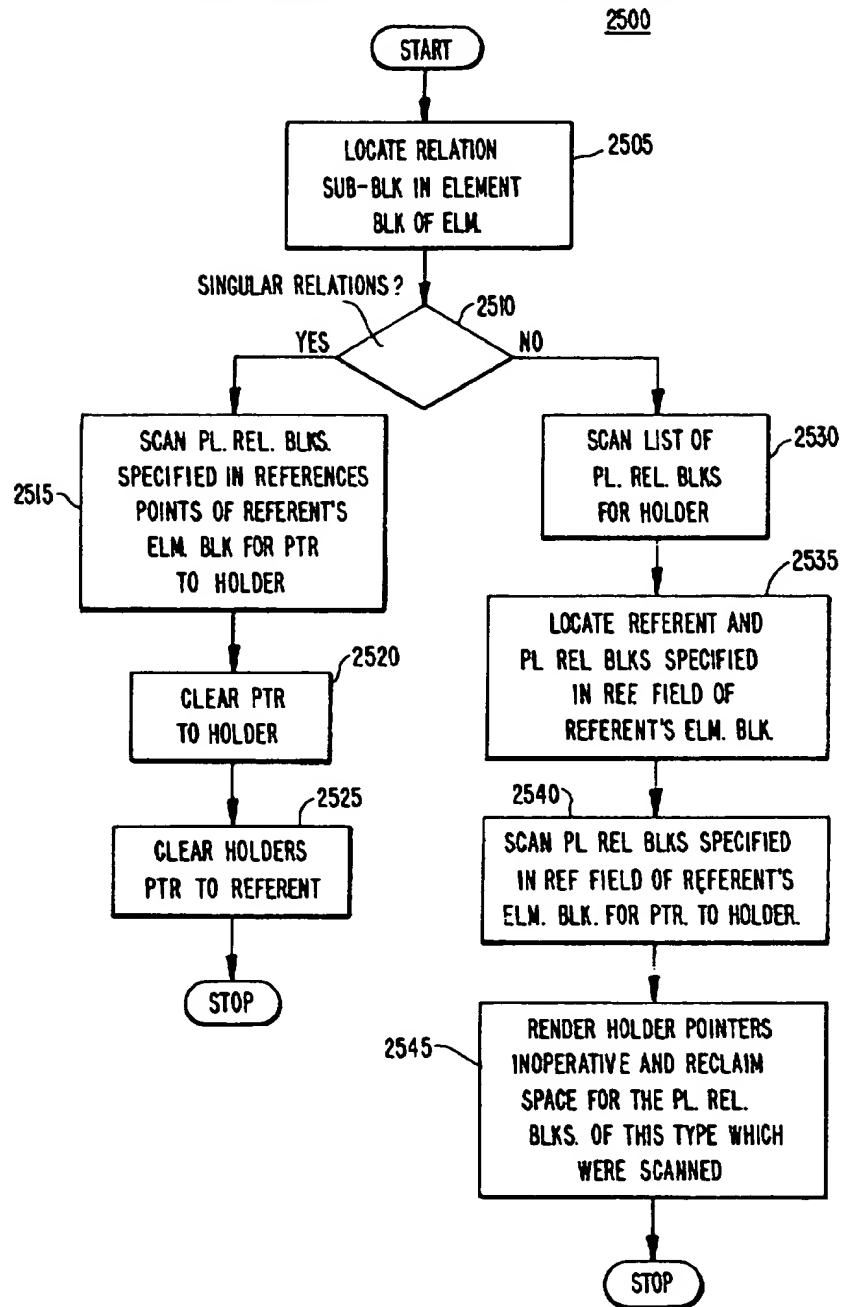 2500
START
LOCATE RELATION
SUB-BLK IN ELEMENT
BLK OF ELM.
2505
SINGULAR RELATIONS?
2510
YES
NO
SCAN PL. REL. BLKS.
SPECIFIED IN REFERENCES
POINTS OF REFERENT'S
ELM. BLK FOR PTR
TO HOLDER
2515
CLEAR PTR
TO HOLDER
2520
CLEAR HOLDERS
PTR TO REFERENT
2525
STOP
SCAN LIST OF
PL. REL. BLKS
FOR HOLDER
2530
LOCATE REFERENT AND
PL REL BLKS SPECIFIED
IN REF. FIELD OF
REFERENT'S ELM. BLK.
2535
2540
SCAN PL REL BLKS SPECIFIED
IN REF FIELD OF REFERENT'S
ELM. BLK. FOR PTR. TO HOLDER.
2545
RENDER HOLDER POINTERS
INOPERATIVE AND RECLAIM
SPACE FOR THE PL. REL.
BLKS. OF THIS TYPE WHICH
WERE SCANNED
STOP